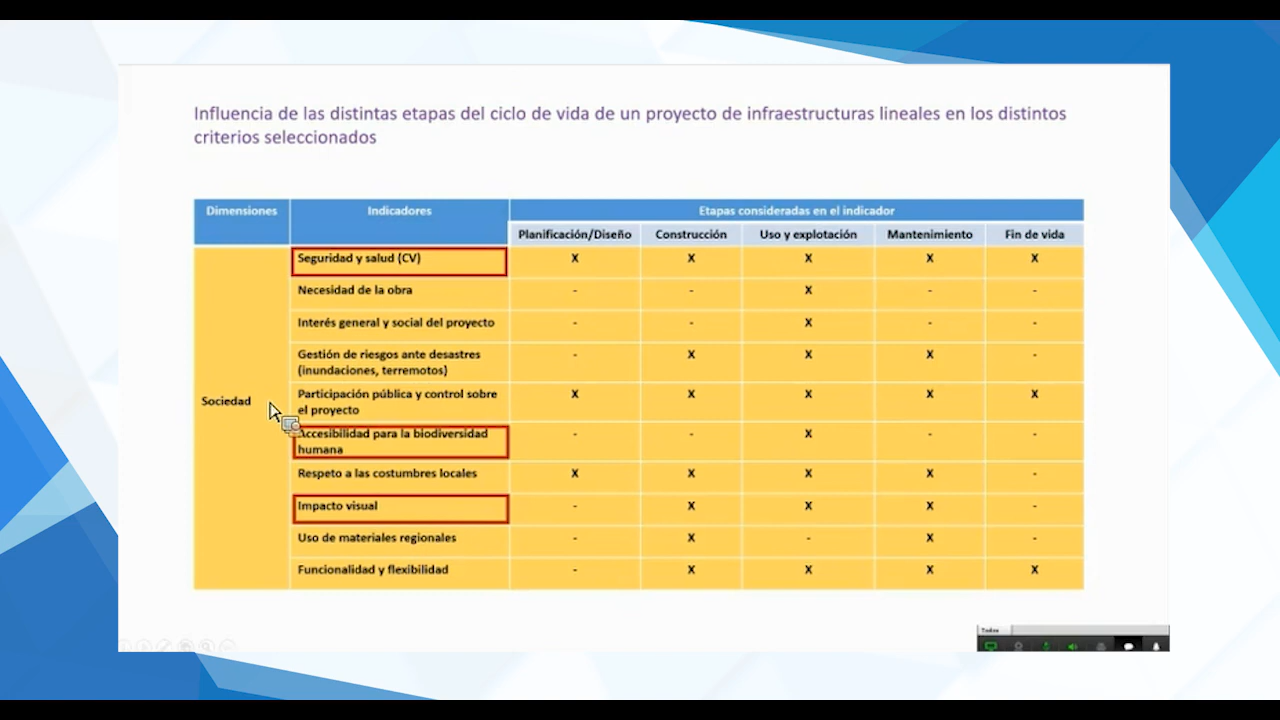 Influencia de las distintas etapas del ciclo de vida de un proyecto de infraestructuras lineales en los distintos
criterios seleccionados
Dimensiones Indicadores Etapas consideradas en el indicador
Planificación/Diseño Construcción Uso y explotación Mantenimiento Fin de vida
Seguridad y salud (CV) X X X X X
Necesidad de la obra - - X - -
Interés general y social del proyecto - - X - -
Gestión de riesgos ante desastres
(inundaciones, terremotos) - X X X -
Sociedad
Participación pública y control sobre
el proyecto X X X X X
Accesibilidad para la biodiversidad
humana - - X - -
Respeto a las costumbres locales X X X X -
Impacto visual - X X X -
Uso de materiales regionales - X - X -
Funcionalidad y flexibilidad - X X X X
Todos